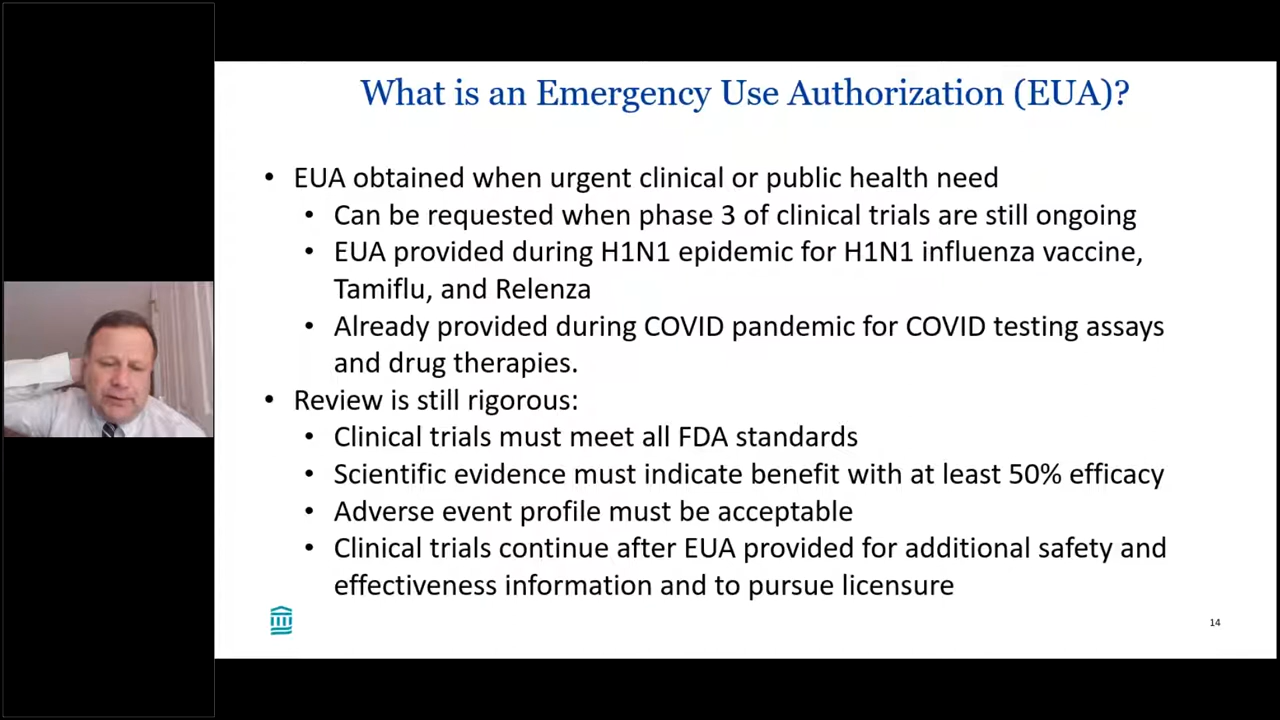 What is an Emergency Use Authorization (EUA)?
• EUA obtained when urgent clinical or public health need
• Can be requested when phase 3 of clinical trials are still ongoing
• EUA provided during H1N1 epidemic for H1N1 influenza vaccine,
Tamiflu, and Relenza
• Already provided during COVID pandemic for COVID testing assays
and drug therapies.
• Review is still rigorous:
• Clinical trials must meet all FDA standards
• Scientific evidence must indicate benefit with at least 50% efficacy
• Adverse event profile must be acceptable
• Clinical trials continue after EUA provided for additional safety and
effectiveness information and to pursue licensure
14